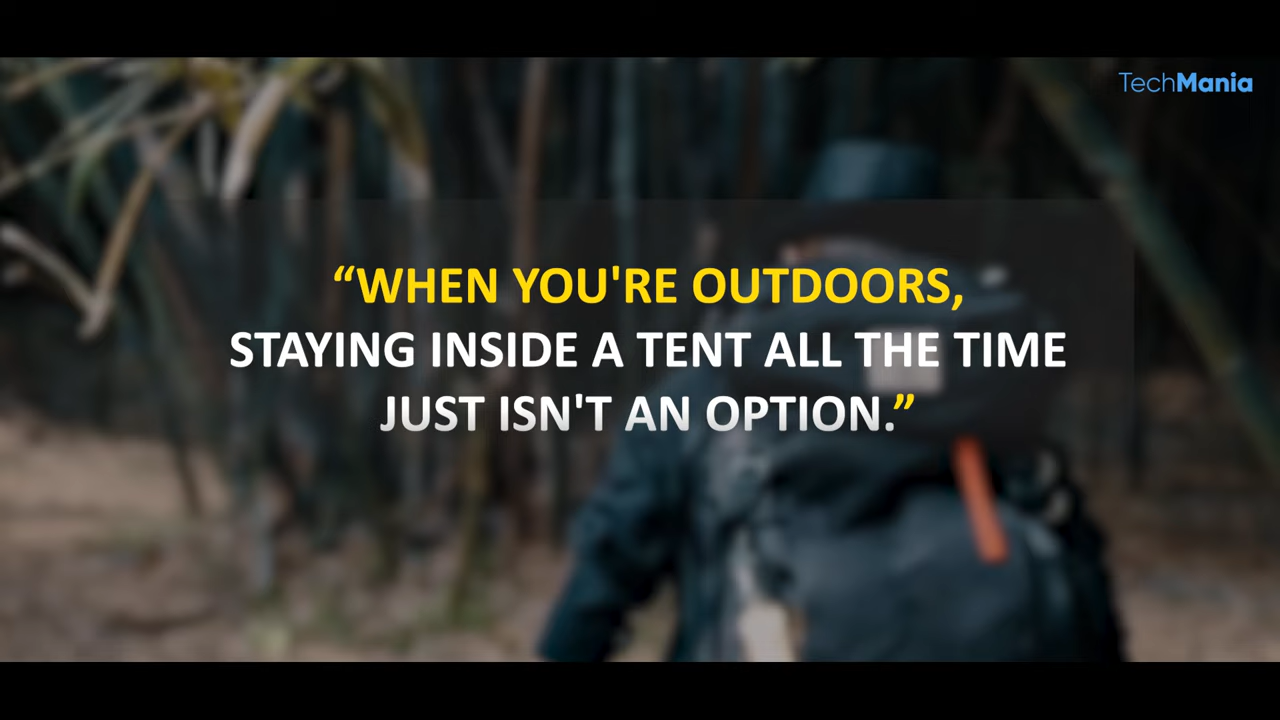 TechMania
“WHEN YOU'RE OUTDOORS,
STAYING INSIDE A TENT ALL THE TIME
JUST ISN'T AN OPTION.”